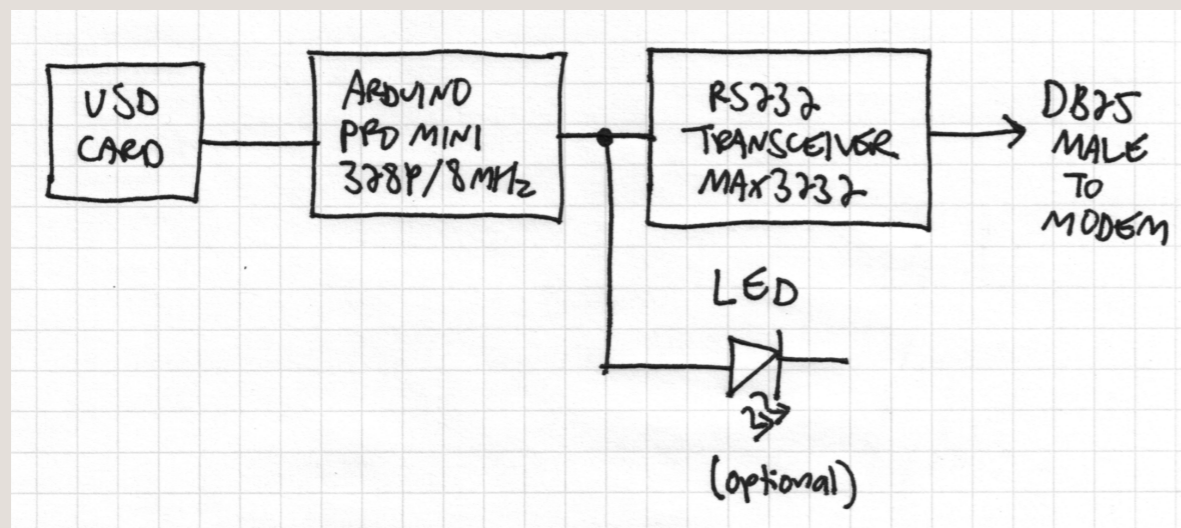 USD
CARD
ARDUINO
PRO MINI
328P/8MHz
RS232
TRANSCEIVER
MAX3232
DB25
MALE
TO
MODEM
LED
(optional)